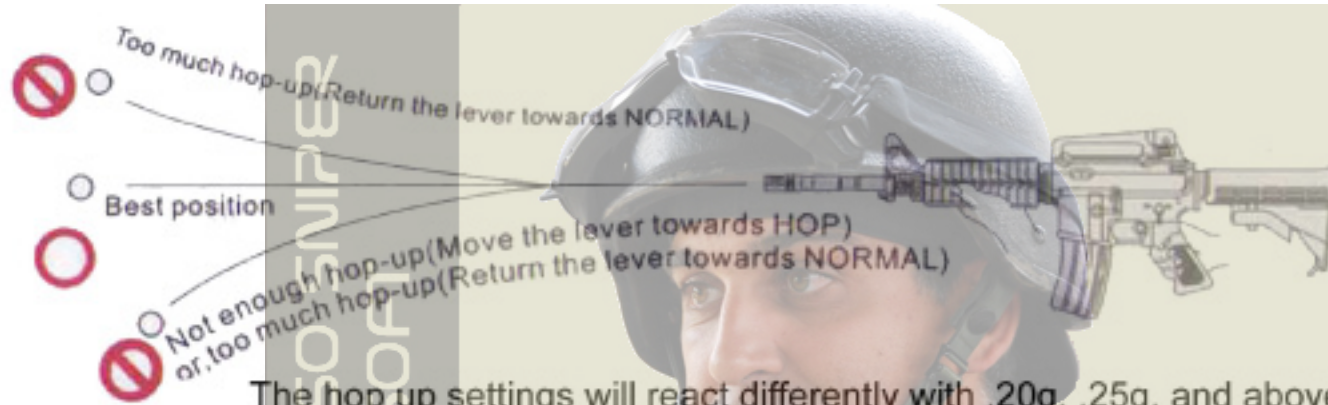 Too much hop-up(Return the lever towards NORMAL)
Best position
Not enough hop-up(Move the lever towards HOP)
or,too much hop-up(Return the lever towards NORMAL)
The hop up settings will react differently with .20g, .25g, and above
SNIPER